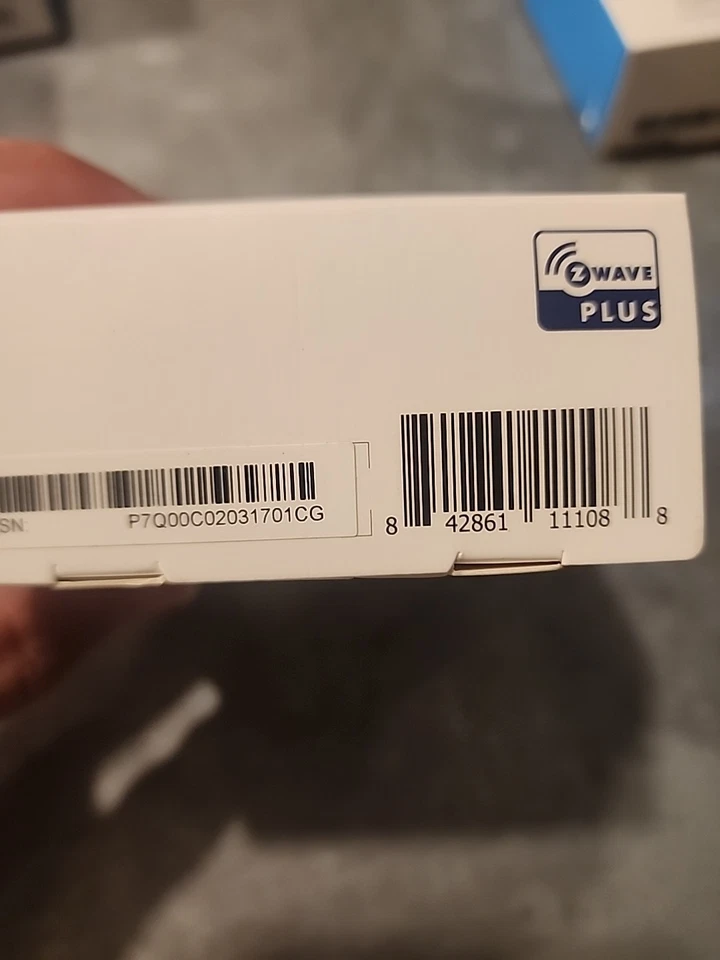 Z WAVE
PLUS
SN: P7Q00C02031701CG
8 42861 11108 8